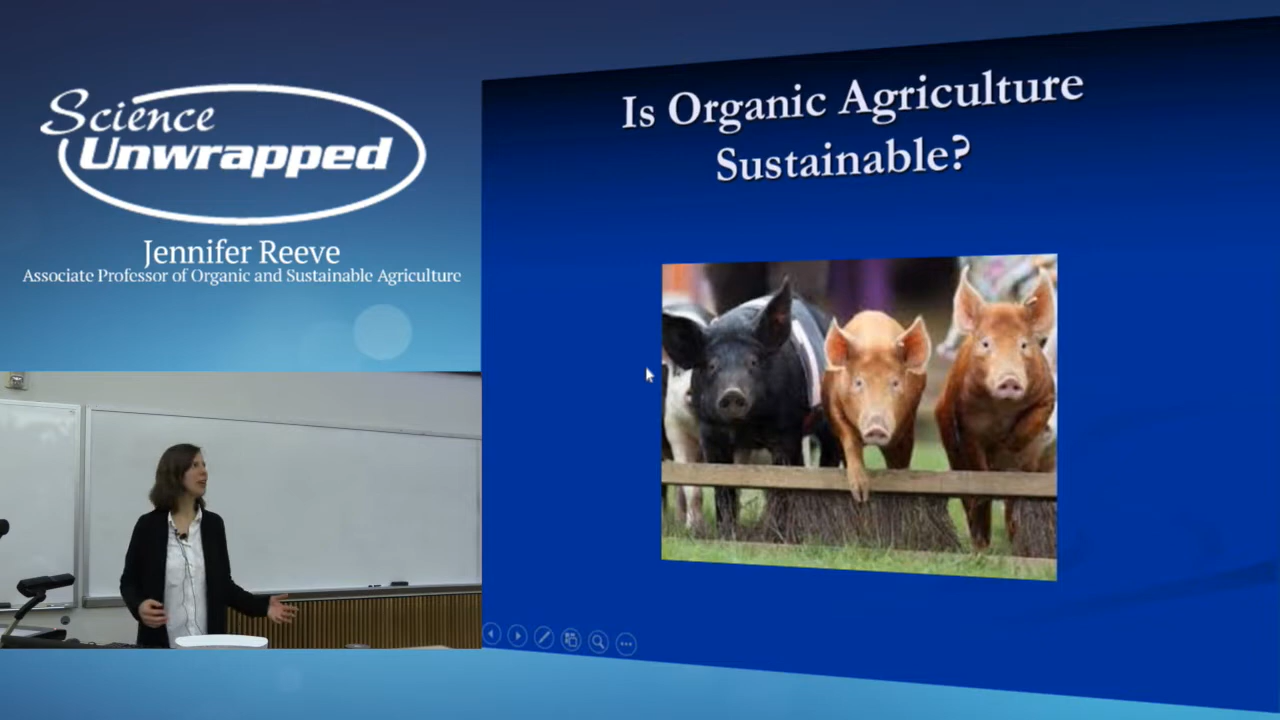 Science
Unwrapped
Jennifer Reeve
Associate Professor of Organic and Sustainable Agriculture
Is Organic Agriculture
Sustainable?